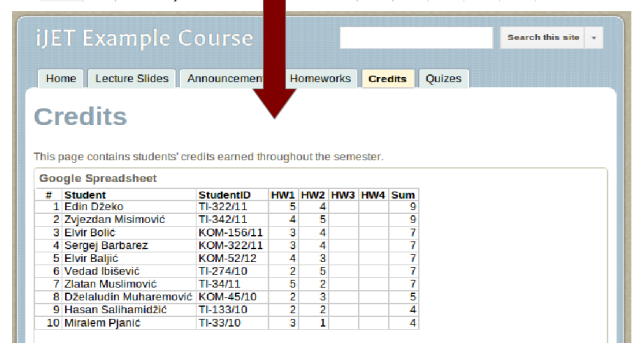 iJET Example Course
Search this site
Home Lecture Slides Announcemen Homeworks Credits Quizes
Credits
This page contains students' credits earned throughout the semester.
Google Spreadsheet
# Student StudentID HW1 HW2 HW3 HW4 Sum
1 Edin Džeko TI-322/11 5 4 9
2 Zvjezdan Misimović TI-342/11 4 5 9
3 Elvir Bolić KOM-156/11 3 4 7
4 Sergej Barbarez KOM-322/11 3 4 7
5 Elvir Baljić KOM-52/12 4 3 7
6 Vedad Ibišević TI-274/10 2 5 7
7 Zlatan Muslimović TI-34/11 5 2 7
8 Dželaludin Muharemović KOM-45/10 2 3 5
9 Hasan Salihamidžić TI-133/10 2 2 4
10 Miralem Pjanić TI-33/10 3 1 4